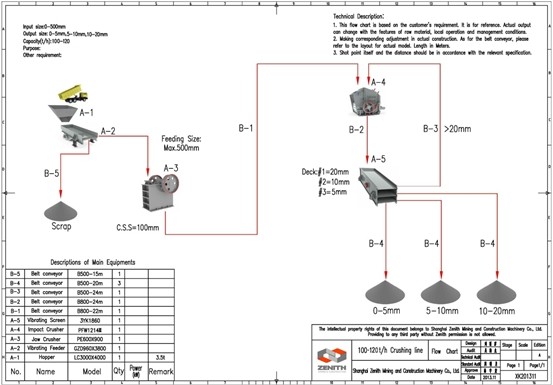 Input size:0-500mm
Output size: 0-5mm,5-10mm,10-20mm
Capacity(t/h):100-120
Purpose:
Other requirement:
Technical Description:
1. This flow chart is based on the customer's requirement. It is for reference. Actual output
can change with the features of row material, local operation and management conditions.
2. Making corresponding adjustment in actual construction. As for the belt conveyor, please
refer to the layout for actual model. Length in Meters.
3. Shut point itself and the distance should be in accordance with the relevant specification.
A-1
A-2
B-5
Scrap
Feeding Size:
Max.500mm
A-3
C.S.S=100mm
B-1
A-4
B-2
B-3
>20mm
A-5
Deck:#1=20mm
#2=10mm
#3=5mm
B-4
B-4
B-4
0-5mm
5-10mm
10-20mm
Descriptions of Main Equipments
B-5 Belt conveyor B500-15m 1
B-4 Belt conveyor B500-20m 3
B-3 Belt conveyor B500-24m 1
B-2 Belt conveyor B800-24m 1
B-1 Belt conveyor B800-22m 1
A-5 Vibrating Screen 3YK1860 1
A-4 Impact Crusher PFW1214Ⅲ 1
A-3 Jaw Crusher PE600X900 1
A-2 Vibrating Feeder GZD960X3800 1
A-1 Hopper LC3000X4000 1 3.5t
No. Name Model Qty Power (kW) Remark
The intellectual property rights of this document belongs to Shanghai Zenith Mining and Construction Machinery Co., Ltd.
Providing to any third party without Zenith permission is not allowed.
ZENITH
100-120t/h Crushing line
Flow Chart
Shanghai Zenith Mining and Construction Machinery Co., Ltd.
Design
Audit
Technical Audit
Standard Audit
Approve
Date 2013.11
Stage Scale Edition
A
Page 1 Page1/1
XK201311